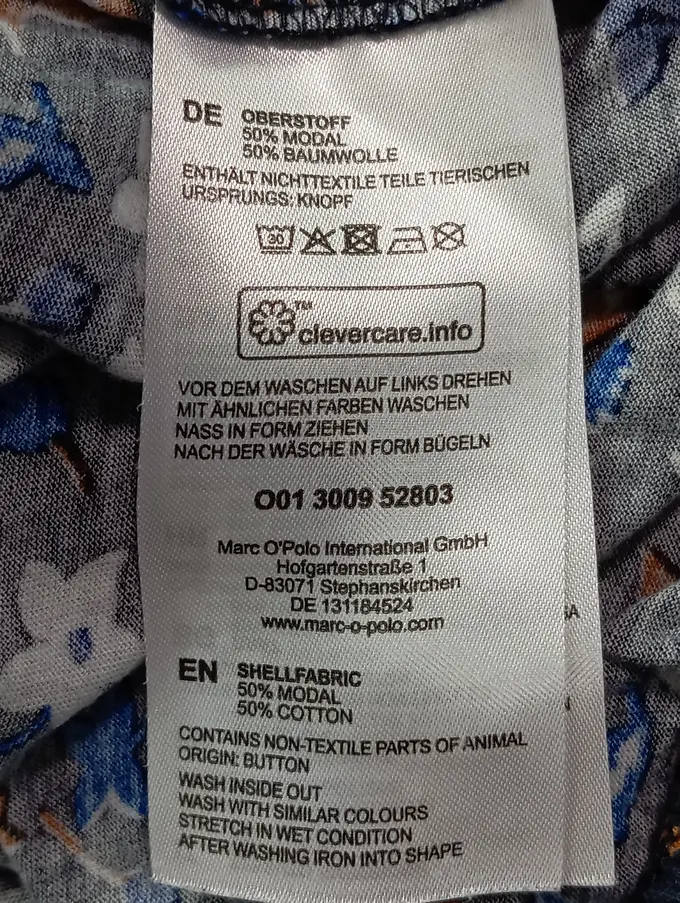 DE OBERSTOFF
50% MODAL
50% BAUMWOLLE
ENTHÄLT NICHTTEXTILE TEILE TIERISCHEN
URSPRUNGS: KNOPF
30
TM
clevercare.info
VOR DEM WASCHEN AUF LINKS DREHEN
MIT ÄHNLICHEN FARBEN WASCHEN
NASS IN FORM ZIEHEN
NACH DER WÄSCHE IN FORM BÜGELN
O01 3009 52803
Marc O'Polo International GmbH
Hofgartenstraße 1
D-83071 Stephanskirchen
DE 131184524
www.marc-o-polo.com
EN SHELLFABRIC
50% MODAL
50% COTTON
CONTAINS NON-TEXTILE PARTS OF ANIMAL
ORIGIN: BUTTON
WASH INSIDE OUT
WASH WITH SIMILAR COLOURS
STRETCH IN WET CONDITION
AFTER WASHING IRON INTO SHAPE